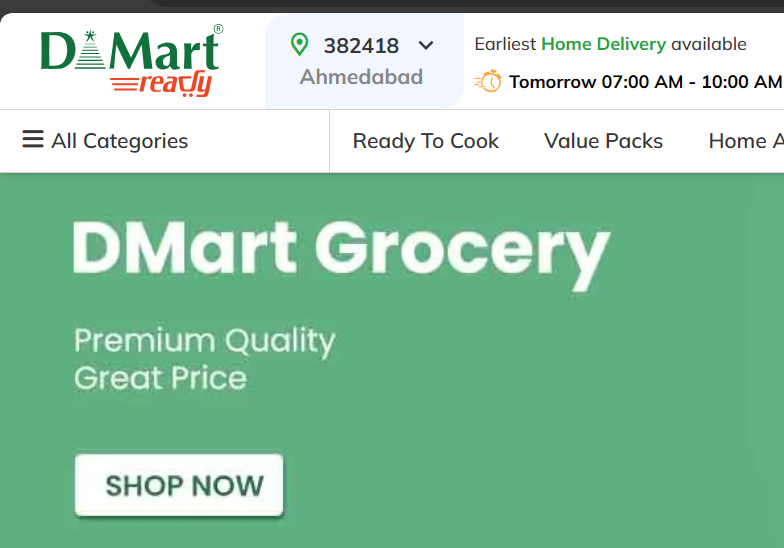 D Mart®
ready
382418
Ahmedabad
Earliest Home Delivery available
Tomorrow 07:00 AM - 10:00 AM
All Categories
Ready To Cook
Value Packs
Home A
DMart Grocery
Premium Quality
Great Price
SHOP NOW